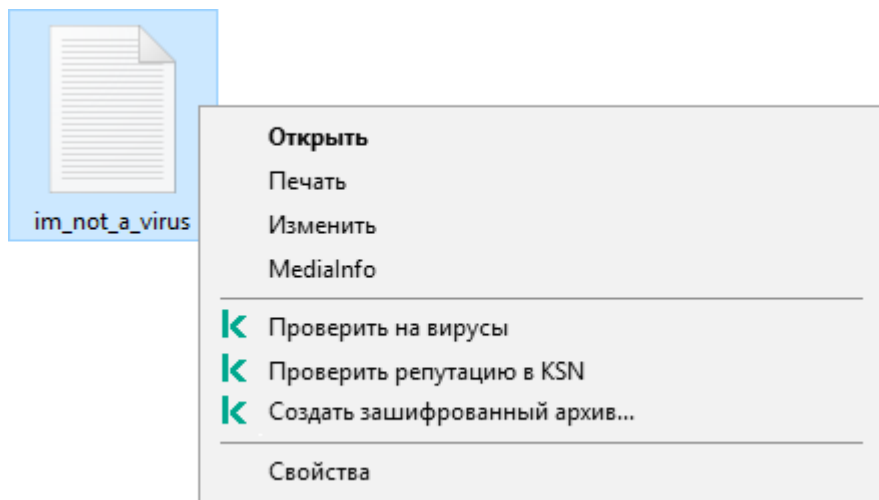 im_not_a_virus
Открыть
Печать
Изменить
MediaInfo
Проверить на вирусы
Проверить репутацию в KSN
Создать зашифрованный архив...
Свойства